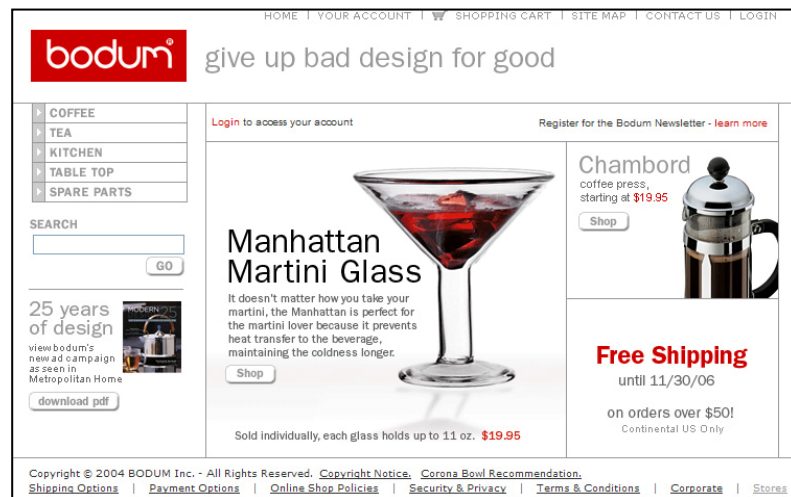 HOME | YOUR ACCOUNT | SHOPPING CART | SITE MAP | CONTACT US | LOGIN
bodum®
give up bad design for good
COFFEE
TEA
KITCHEN
TABLE TOP
SPARE PARTS
SEARCH
GO
25 years
of design
view bodum's
new ad campaign
as seen in
Metropolitan Home
download pdf
MODERN 25
Login to access your account
Register for the Bodum Newsletter - learn more
Manhattan
Martini Glass
It doesn't matter how you take your
martini, the Manhattan is perfect for
the martini lover because it prevents
heat transfer to the beverage,
maintaining the coldness longer.
Shop
Sold individually, each glass holds up to 11 oz. $19.95
Chambord
coffee press,
starting at $19.95
Shop
Free Shipping
until 11/30/06
on orders over $50!
Continental US Only
Copyright © 2004 BODUM Inc. - All Rights Reserved. Copyright Notice. Corona Bowl Recommendation.
Shipping Options | Payment Options | Online Shop Policies | Security & Privacy | Terms & Conditions | Corporate | Stores